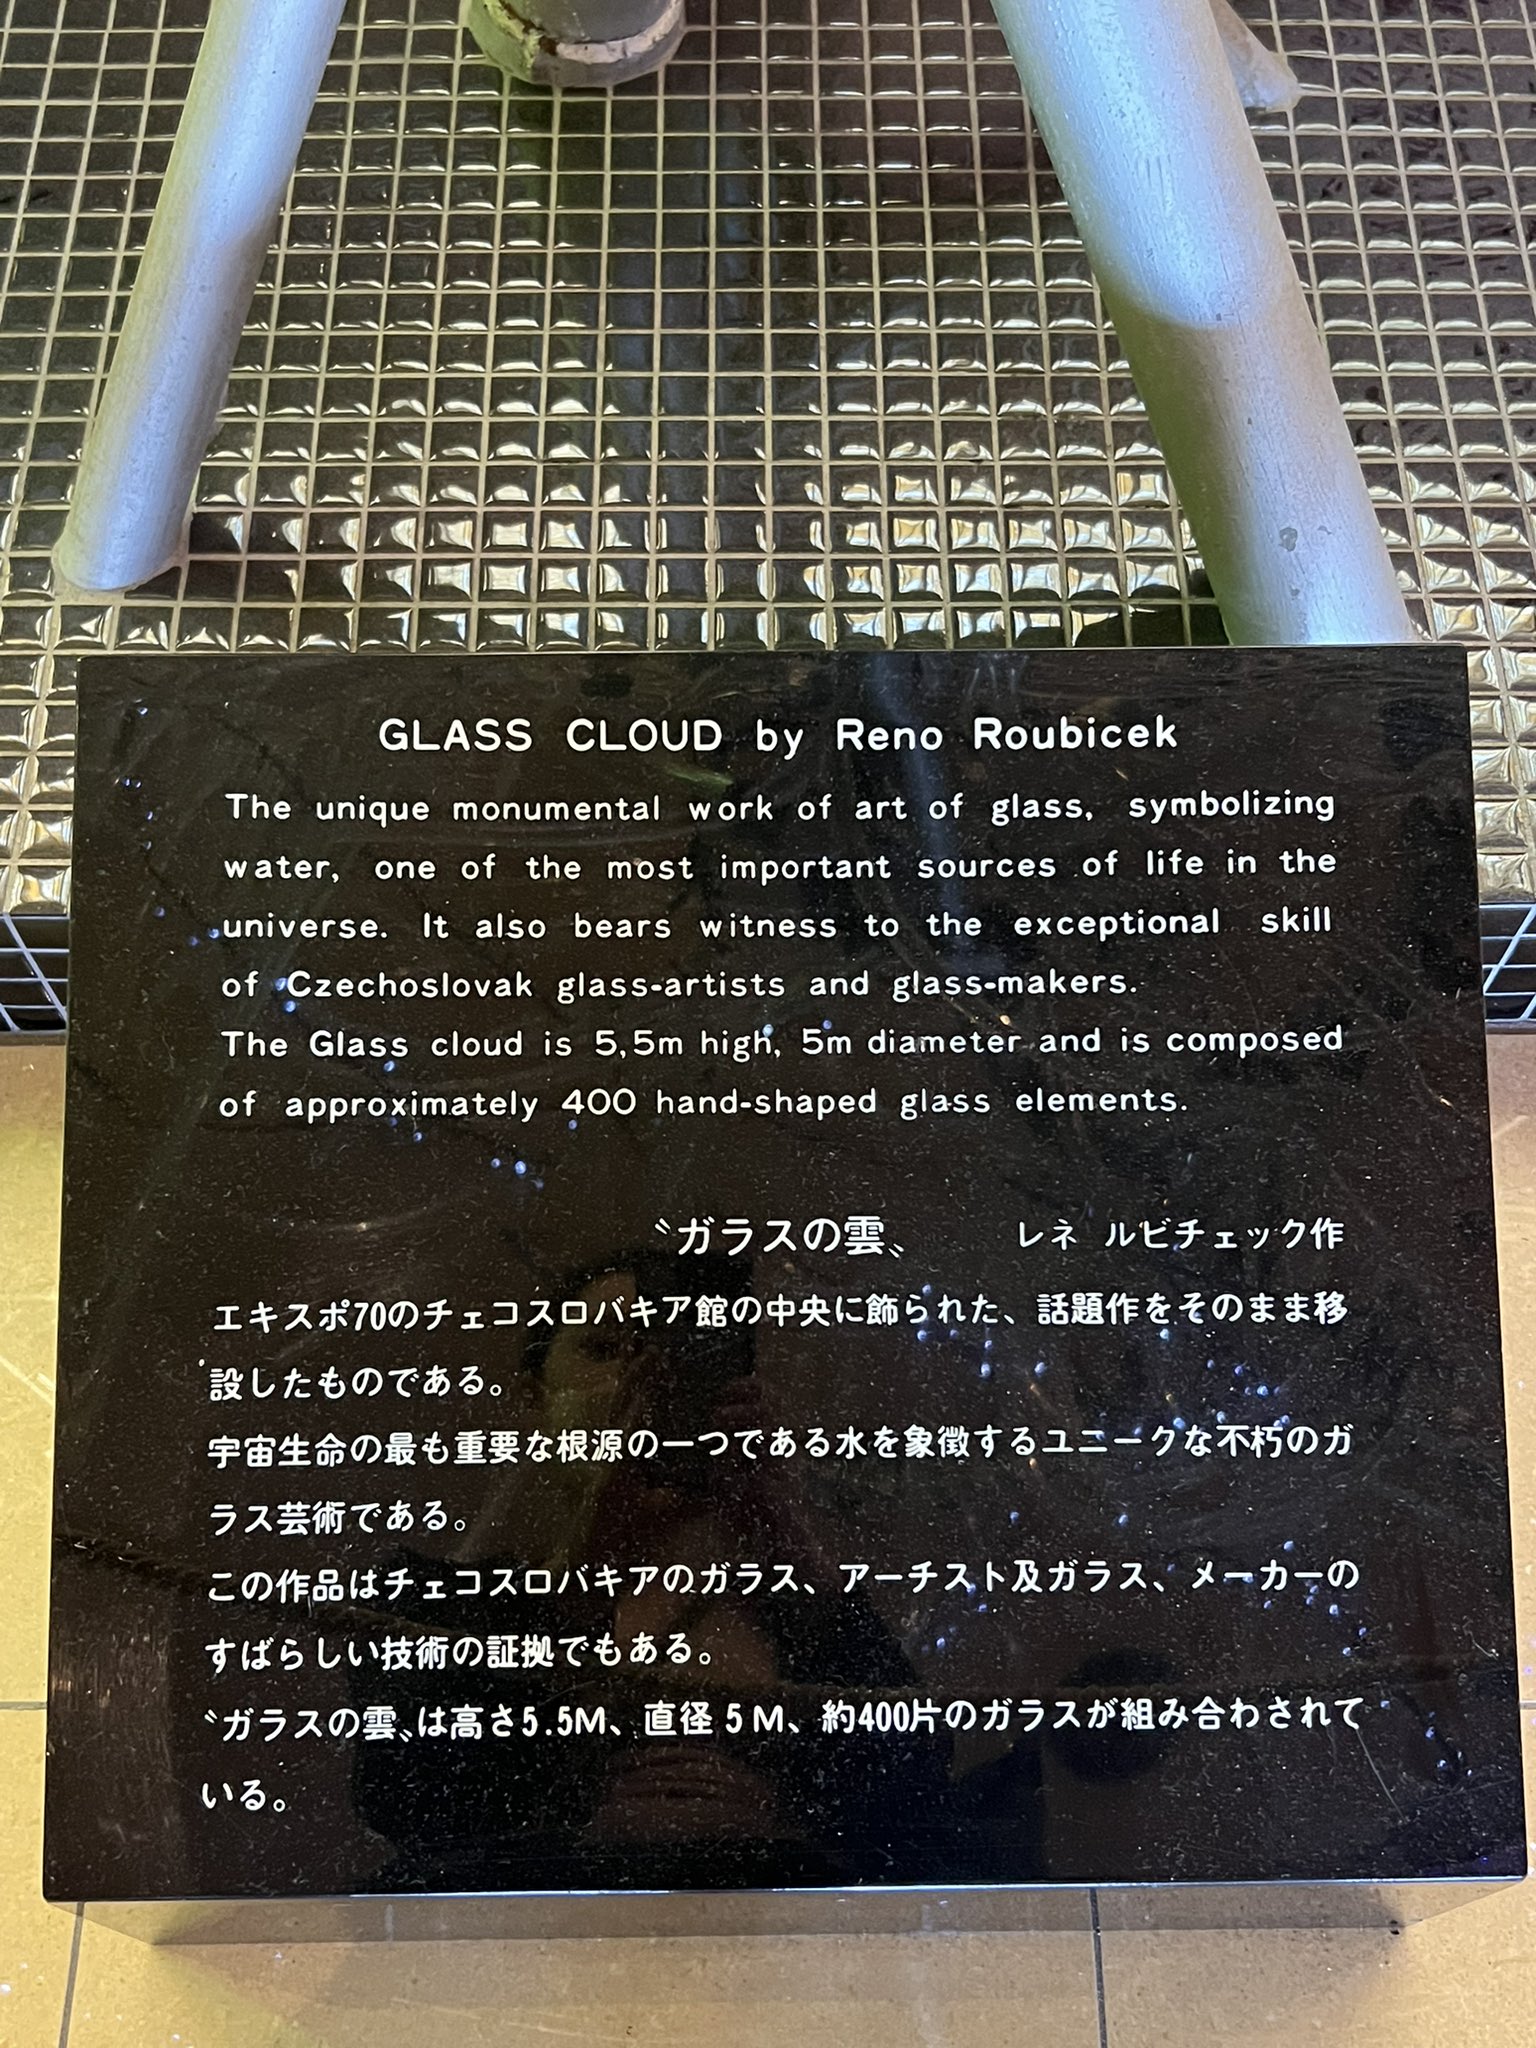 GLASS CLOUD by Reno Roubicek
The unique monumental work of art of glass, symbolizing
water, one of the most important sources of life in the
universe. It also bears witness to the exceptional skill
of Czechoslovak glass-artists and glass-makers.
The Glass cloud is 5,5m high, 5m diameter and is composed
of approximately 400 hand-shaped glass elements.
〝ガラスの雲〟 レネ ルビチェック作
エキスポ70のチェコスロバキア館の中央に飾られた、話題作をそのまま移
設したものである。
宇宙生命の最も重要な根源の一つである水を象徴するユニークな不朽のガ
ラス芸術である。
この作品はチェコスロバキアのガラス、アーチスト及ガラス、メーカーの
すばらしい技術の証拠でもある。
〝ガラスの雲〟は高さ5.5M、直径5M、約400片のガラスが組み合わされて
いる。